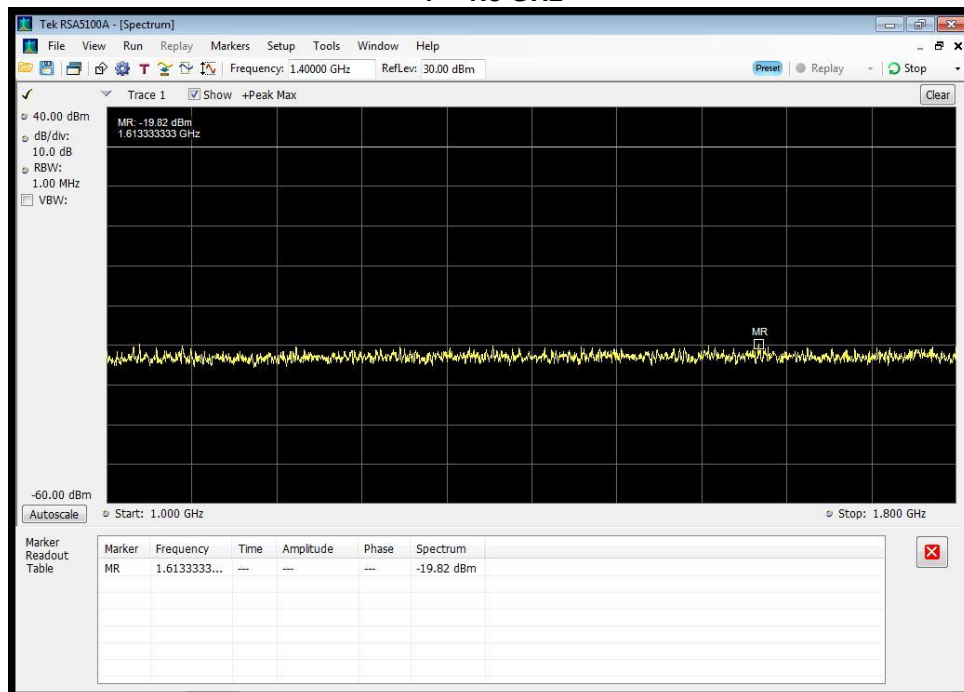 Tek RSA5100A - [Spectrum]
File View Run Replay Markers Setup Tools Window Help
T Frequency: 1.40000 GHz RefLev: 30.00 dBm Preset Replay Stop
Trace 1 Show +Peak Max Clear
40.00 dBm
dB/div:
10.0 dB
RBW:
1.00 MHz
VBW:
MR: -19.82 dBm
1.613333333 GHz
MR
-60.00 dBm
Autoscale Start: 1.000 GHz Stop: 1.800 GHz
Marker
Readout
Table
Marker Frequency Time Amplitude Phase Spectrum
MR 1.6133333... --- --- --- -19.82 dBm